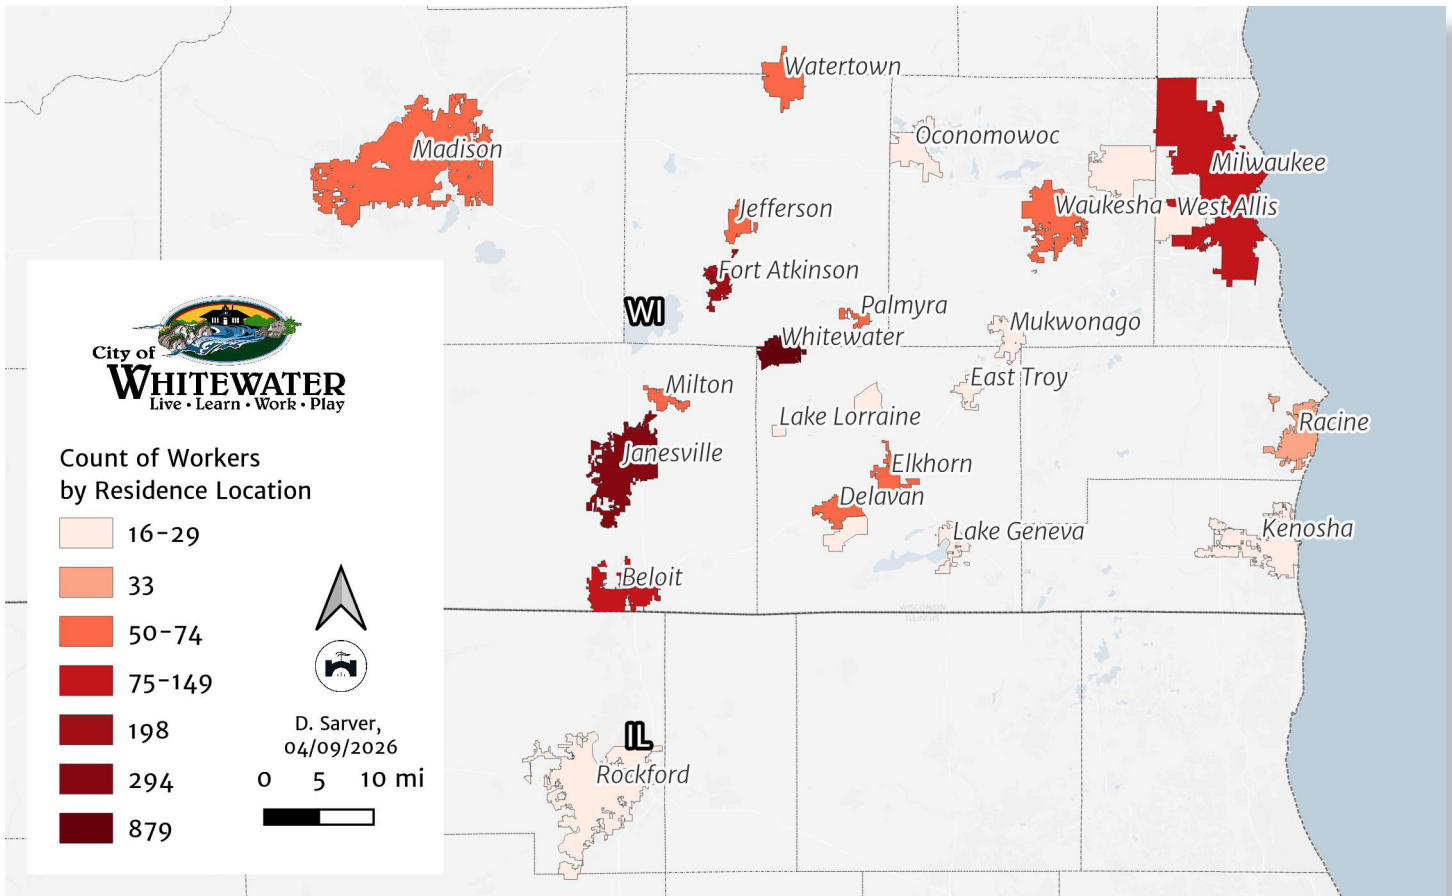 Watertown
Oconomowoc
Madison
Milwaukee
Jefferson
Waukesha
West Allis
Fort Atkinson
WI
Palmyra
Whitewater
Mukwonago
Milton
East Troy
Lake Lorraine
Racine
Janesville
Elkhorn
Delavan
Lake Geneva
Kenosha
Beloit
WISCONSIN
ILLINOIS
IL
Rockford
City of
WHITEWATER
Live • Learn • Work • Play
Count of Workers
by Residence Location
16-29
33
50-74
75-149
198
294
879
D. Sarver,
04/09/2026
0 5 10 mi